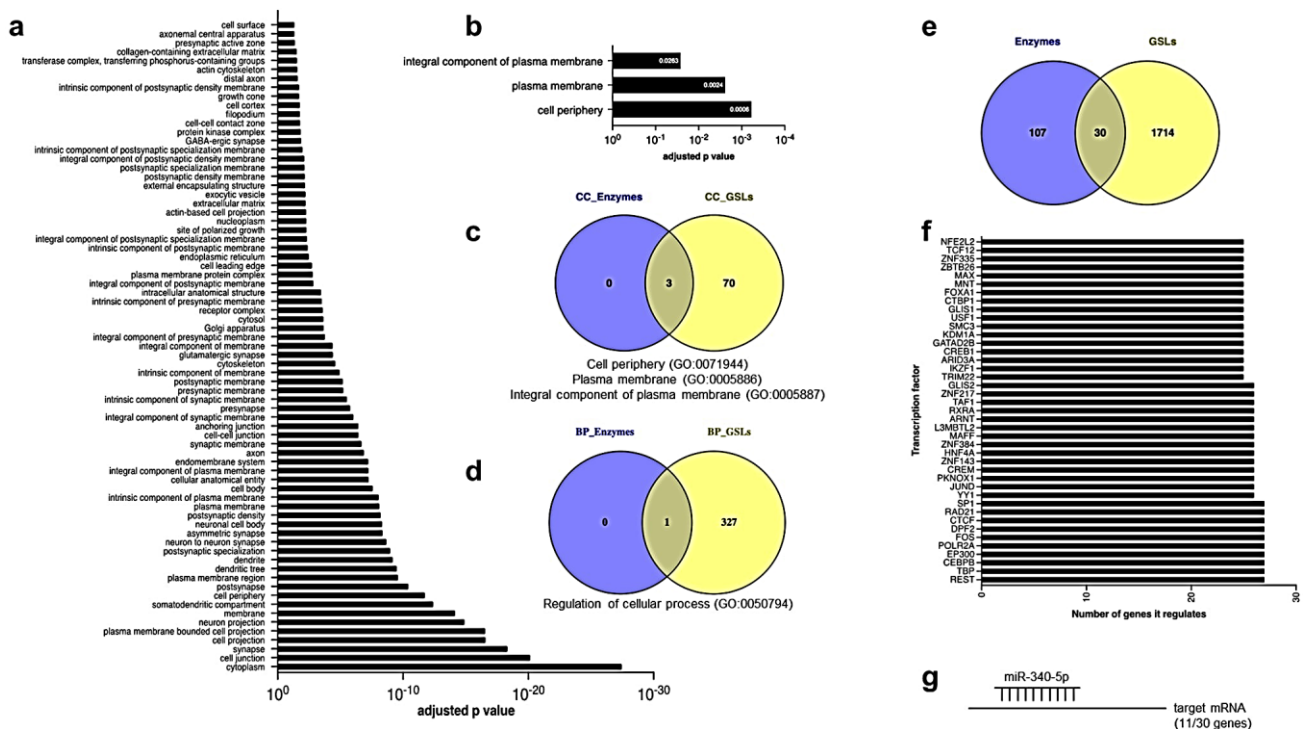 a
cell surface
axonemal central apparatus
presynaptic active zone
collagen-containing extracellular matrix
transferase complex, transferring phosphorus-containing groups
actin cytoskeleton
distal axon
intrinsic component of postsynaptic density membrane
growth cone
cell cortex
filopodium
cell-cell contact zone
protein kinase complex
GABA-ergic synapse
intrinsic component of postsynaptic specialization membrane
integral component of postsynaptic density membrane
postsynaptic specialization membrane
postsynaptic density membrane
external encapsulating structure
exocytic vesicle
extracellular matrix
actin-based cell projection
nucleoplasm
site of polarized growth
integral component of postsynaptic specialization membrane
intrinsic component of postsynaptic membrane
endoplasmic reticulum
cell leading edge
plasma membrane protein complex
integral component of postsynaptic membrane
intracellular anatomical structure
intrinsic component of presynaptic membrane
receptor complex
cytosol
Golgi apparatus
integral component of presynaptic membrane
integral component of membrane
glutamatergic synapse
cytoskeleton
intrinsic component of membrane
postsynaptic membrane
presynaptic membrane
intrinsic component of synaptic membrane
presynapse
integral component of synaptic membrane
anchoring junction
cell-cell junction
synaptic membrane
axon
endomembrane system
integral component of plasma membrane
cellular anatomical entity
cell body
intrinsic component of plasma membrane
plasma membrane
postsynaptic density
neuronal cell body
asymmetric synapse
neuron to neuron synapse
postsynaptic specialization
dendrite
dendritic tree
plasma membrane region
postsynapse
cell periphery
somatodendritic compartment
membrane
neuron projection
plasma membrane bounded cell projection
cell projection
synapse
cell junction
cytoplasm
10⁰ 10⁻¹⁰ 10⁻²⁰ 10⁻³⁰
adjusted p value
b
integral component of plasma membrane 0.0263
plasma membrane 0.0024
cell periphery 0.0006
10⁰ 10⁻¹ 10⁻² 10⁻³ 10⁻⁴
adjusted p value
c
CC_Enzymes CC_GSLs
0 3 70
Cell periphery (GO:0071944)
Plasma membrane (GO:0005886)
Integral component of plasma membrane (GO:0005887)
d
BP_Enzymes BP_GSLs
0 1 327
Regulation of cellular process (GO:0050794)
e
Enzymes GSLs
107 30 1714
f
Transcription factor
NFE2L2
TCF12
ZNF335
ZBTB26
MAX
MNT
FOXA1
CTBP1
GLIS1
USF1
SMC3
KDM1A
GATAD2B
CREB1
ARID3A
IKZF1
TRIM22
GLIS2
ZNF217
TAF1
RXRA
ARNT
L3MBTL2
MAFF
ZNF384
HNF4A
ZNF143
CREM
PKNOX1
JUND
YY1
SP1
RAD21
CTCF
DPF2
FOS
POLR2A
EP300
CEBPB
TBP
REST
0 10 20 30
Number of genes it regulates
g
miR-340-5p
target mRNA
(11/30 genes)